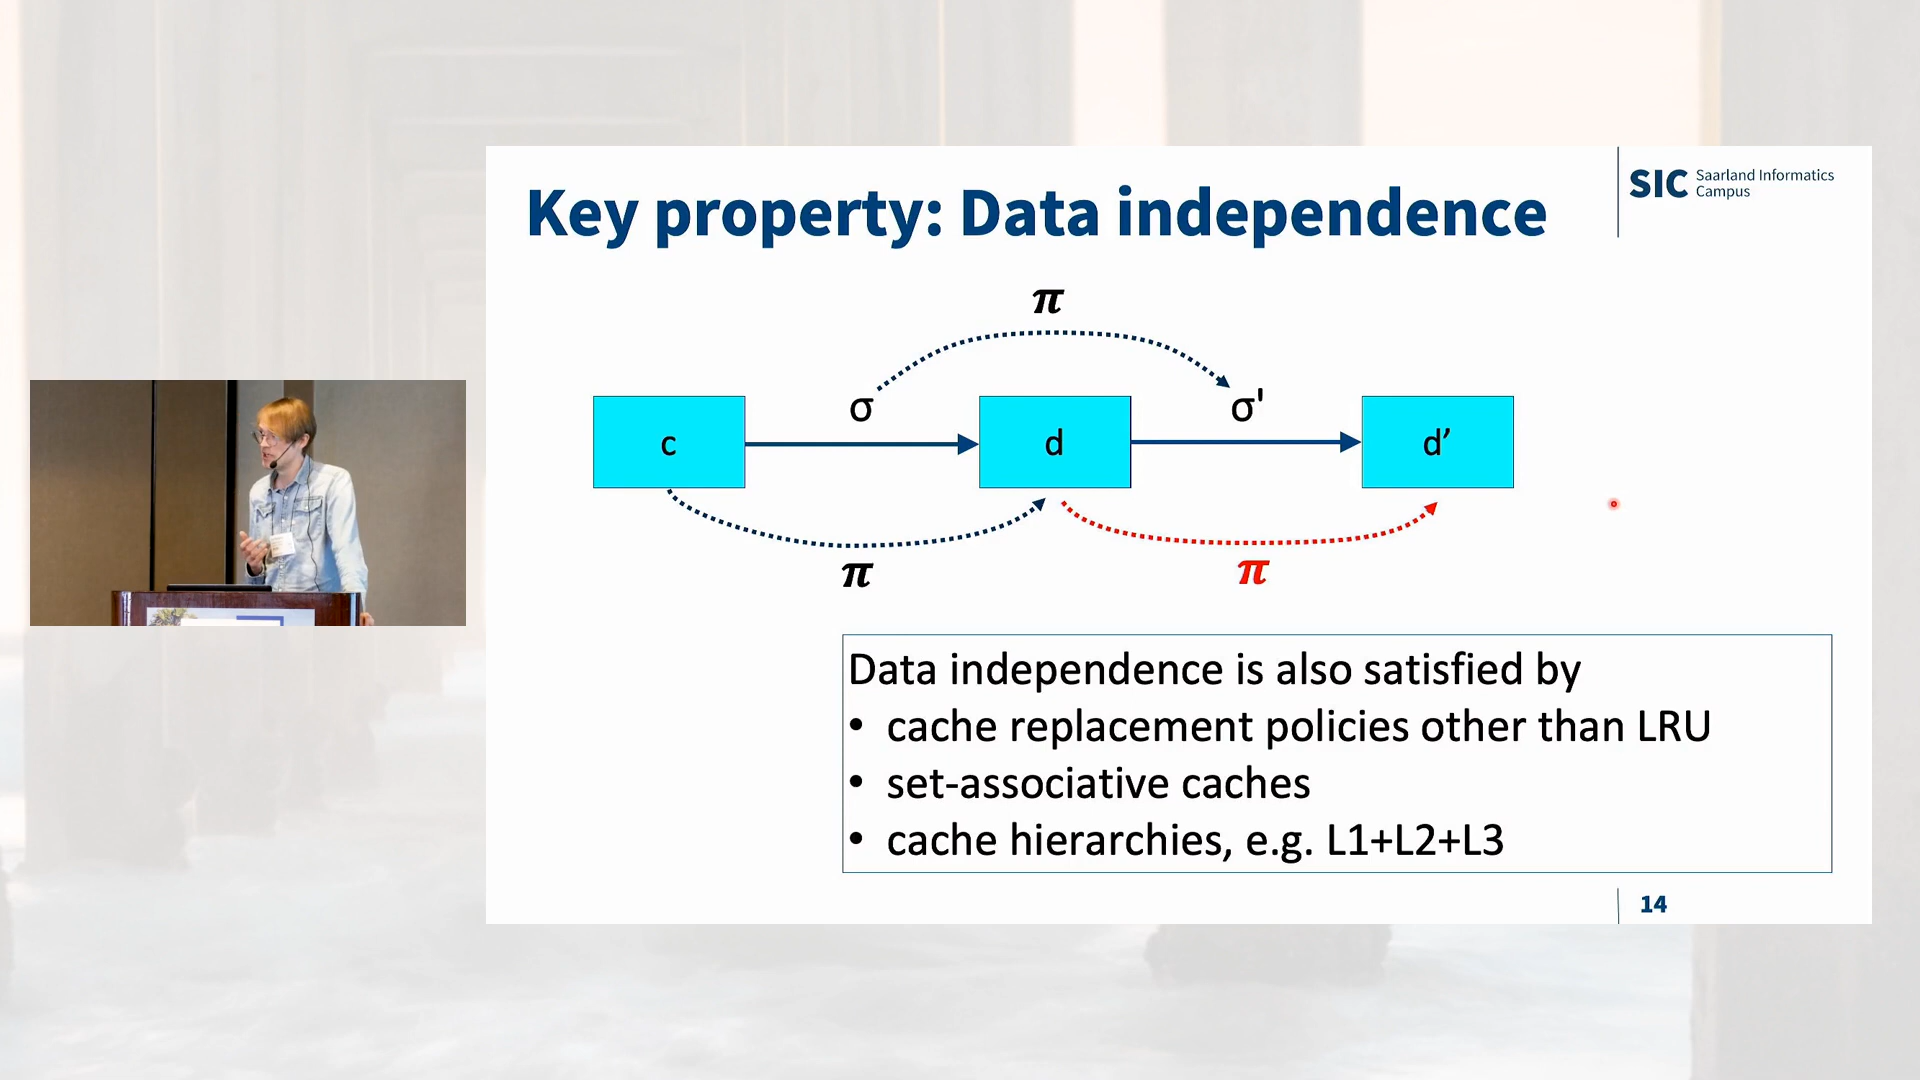 Key property: Data independence
SIC Saarland Informatics
Campus
π
σ
σ'
c
d
d’
π
π
Data independence is also satisfied by
• cache replacement policies other than LRU
• set-associative caches
• cache hierarchies, e.g. L1+L2+L3
14